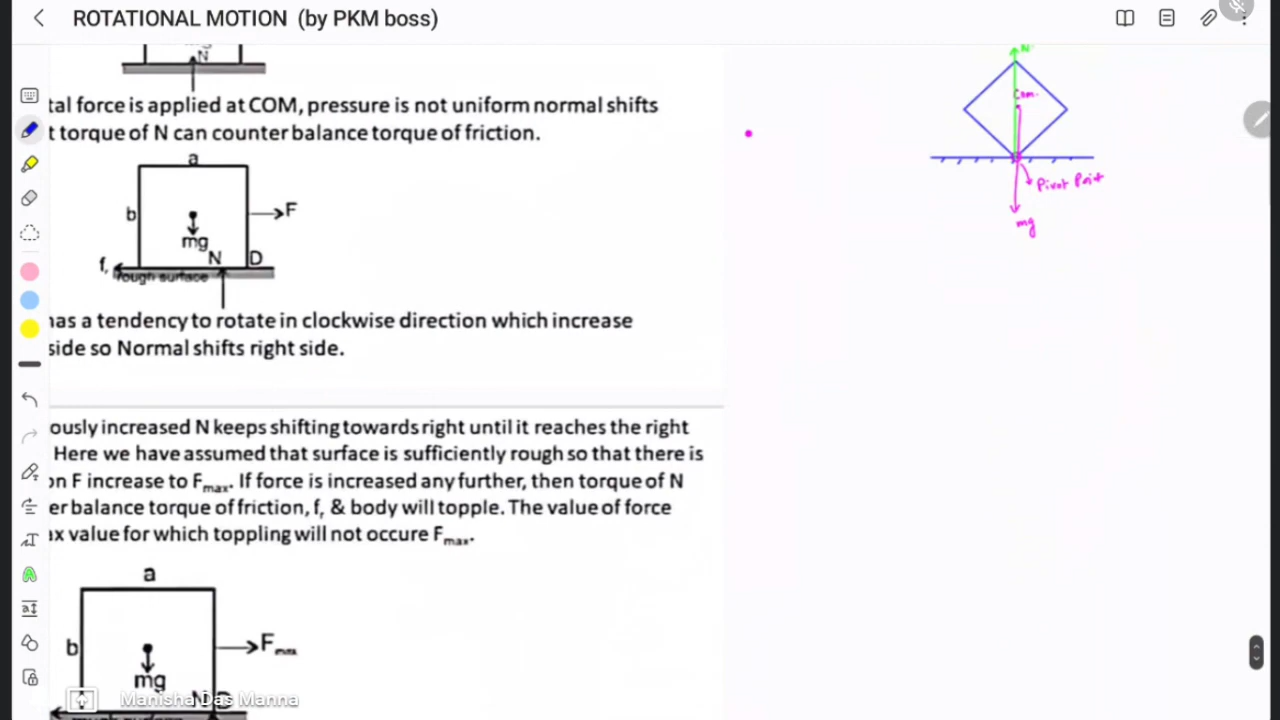 ROTATIONAL MOTION (by PKM boss)
N
tal force is applied at COM, pressure is not uniform normal shifts
t torque of N can counter balance torque of friction.
a
b
F
mg
N
D
rough surface
has a tendency to rotate in clockwise direction which increase
side so Normal shifts right side.
ously increased N keeps shifting towards right until it reaches the right
Here we have assumed that surface is sufficiently rough so that there is
on F increase to Fmax. If force is increased any further, then torque of N
er balance torque of friction, f, & body will topple. The value of force
ax value for which toppling will not occure Fmax.
a
b
Fmax
mg
N
D
Manisha Das Manna
N
Com.
Pivot Point
mg